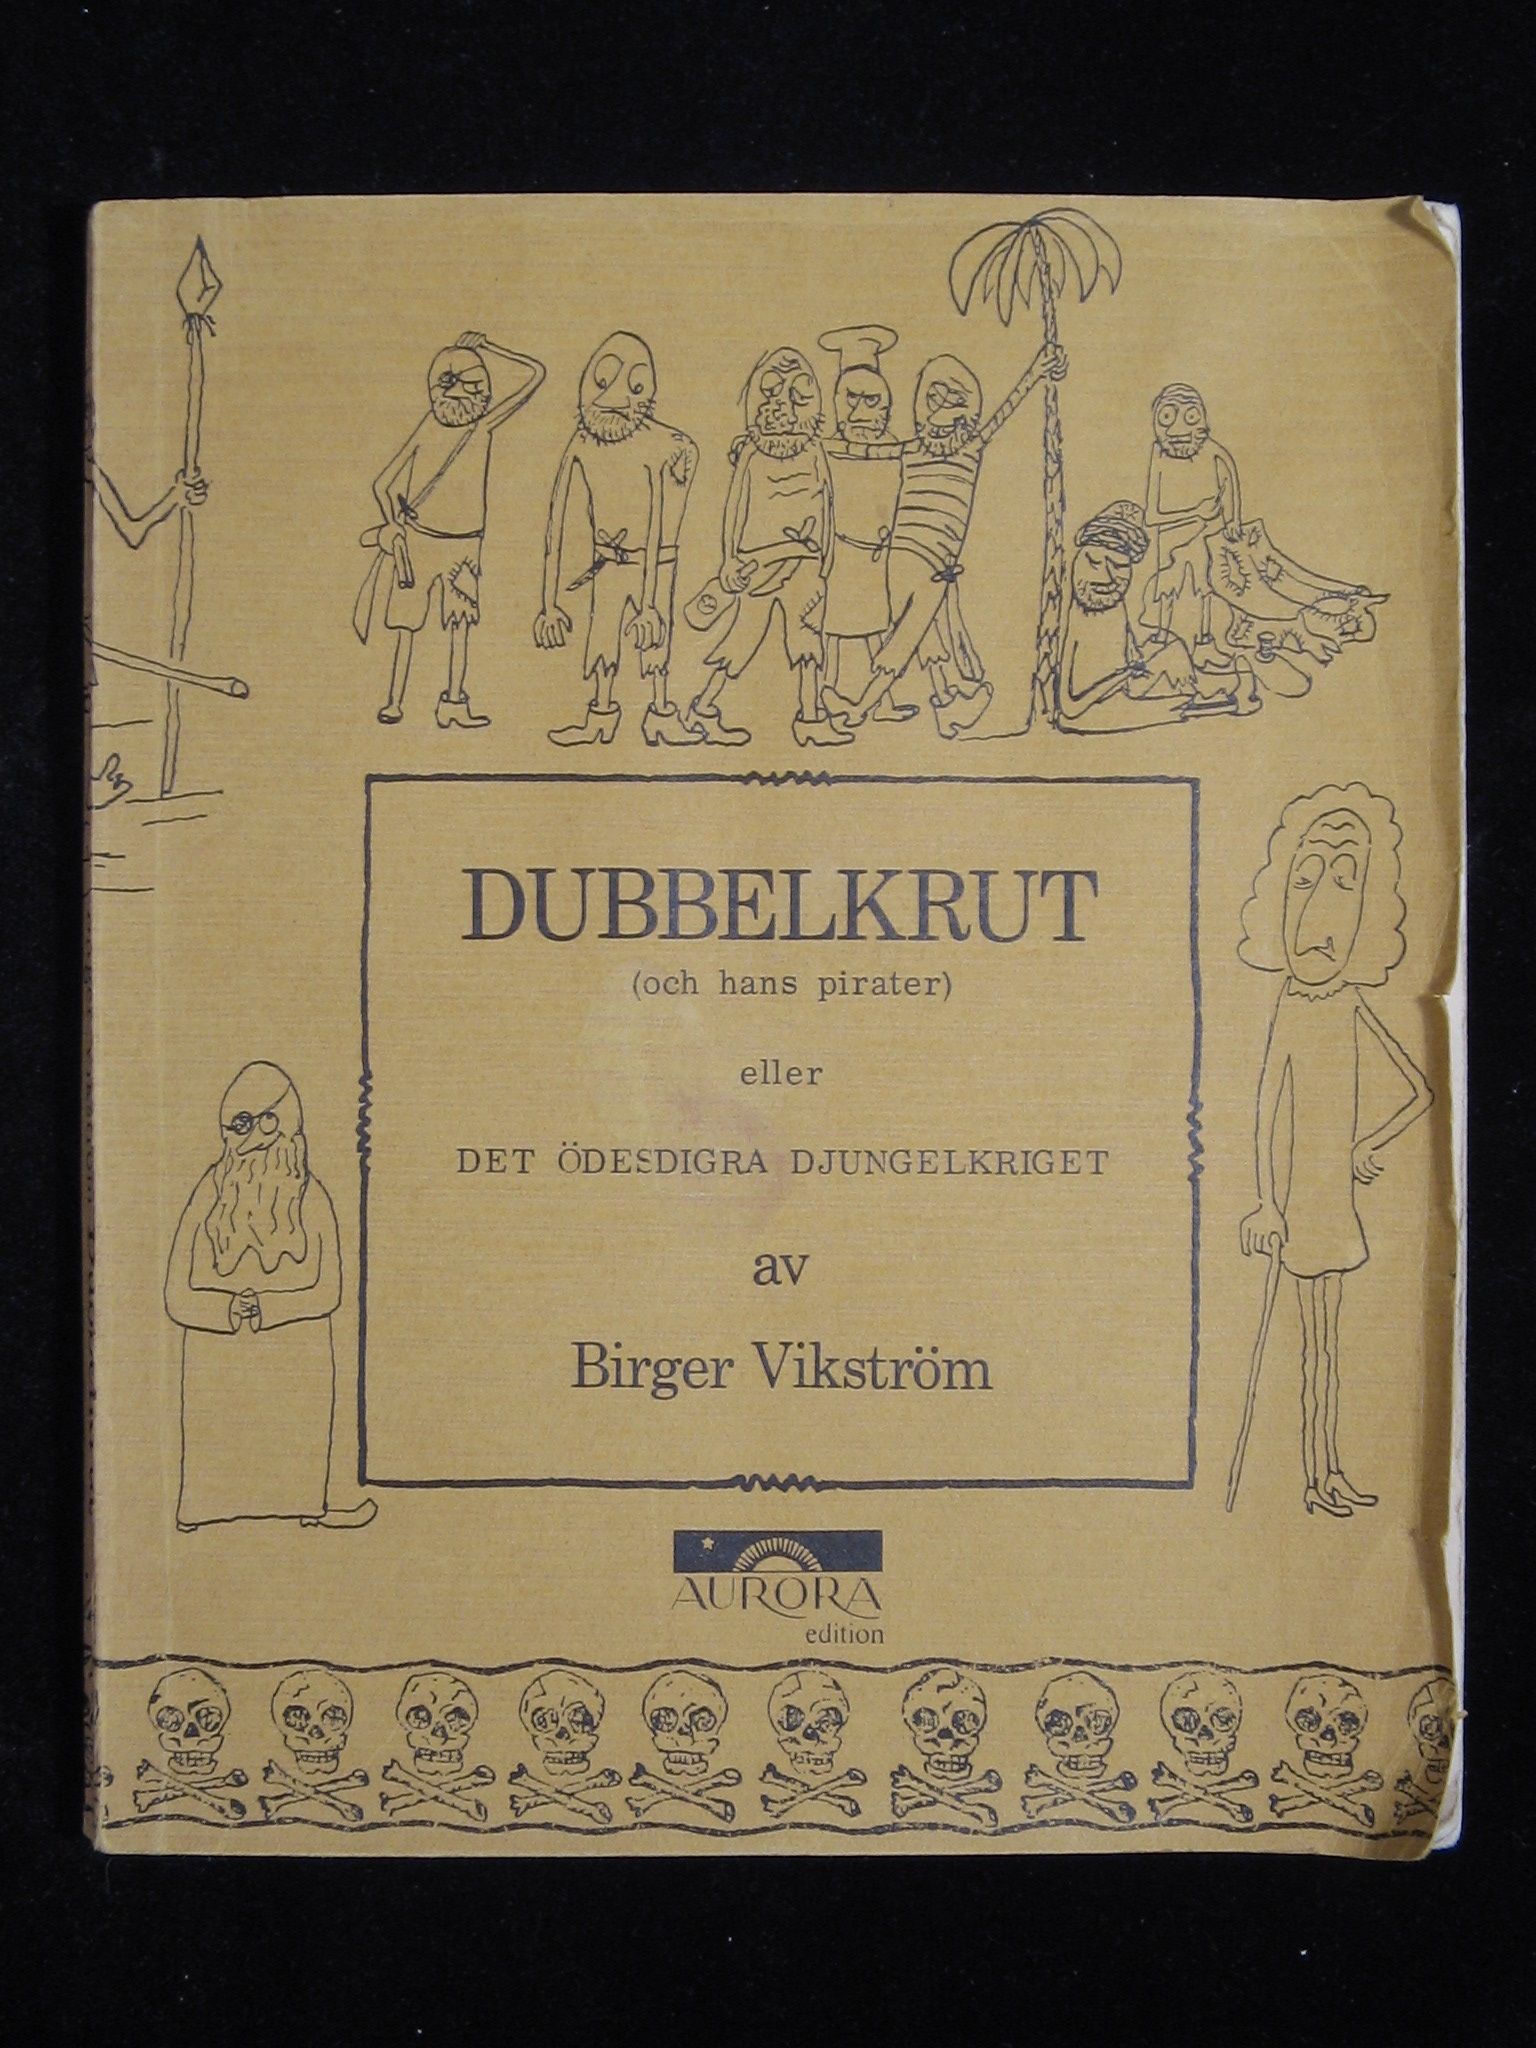 DUBBELKRUT
(och hans pirater)
eller
DET ÖDESDIGRA DJUNGELKRIGET
av
Birger Vikström
AURORA
edition